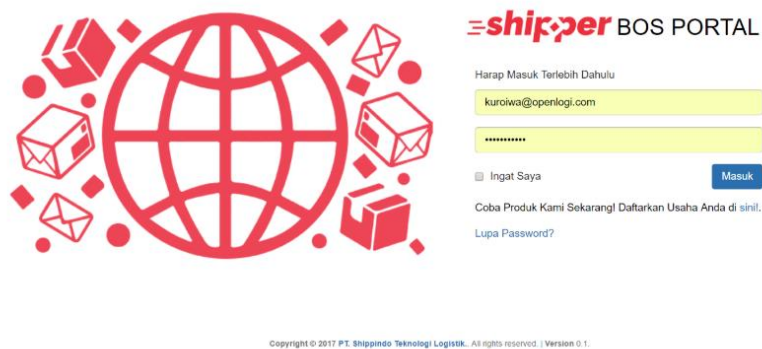 shipper BOS PORTAL
Harap Masuk Terlebih Dahulu
kuroiwa@openlogi.com
•••••••••••
Ingat Saya
Masuk
Coba Produk Kami Sekarang! Daftarkan Usaha Anda di sini!.
Lupa Password?
Copyright © 2017 PT. Shippindo Teknologi Logistik.. All rights reserved. | Version 0.1.